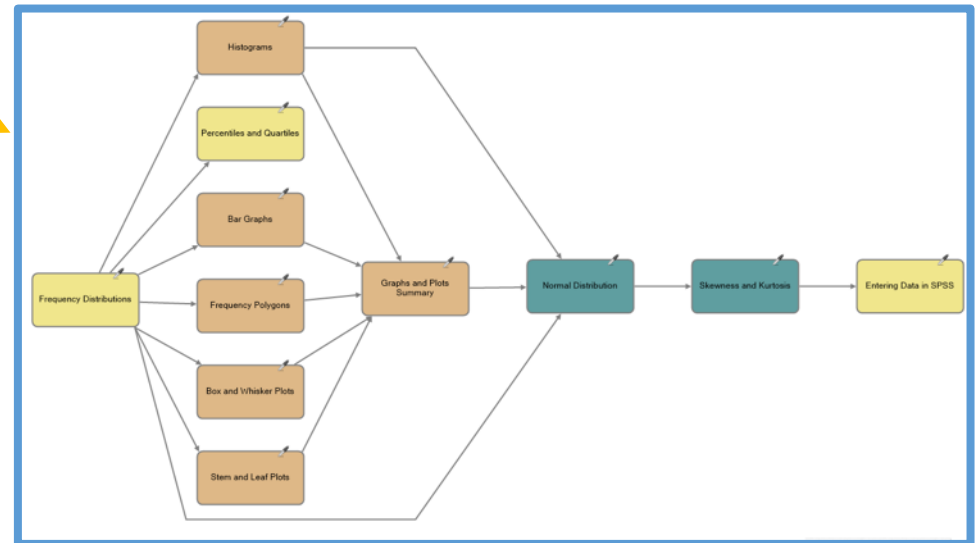 Histograms
Percentiles and Quartiles
Bar Graphs
Frequency Distributions
Frequency Polygons
Box and Whisker Plots
Stem and Leaf Plots
Graphs and Plots
Summary
Normal Distribution
Skewness and Kurtosis
Entering Data in SPSS